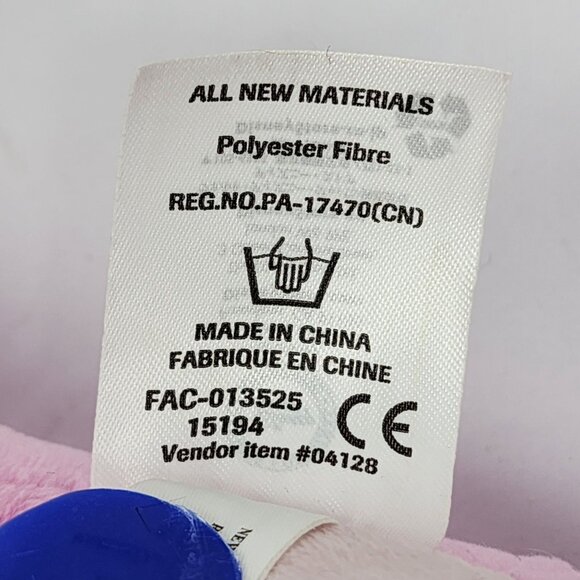 ALL NEW MATERIALS
Polyester Fibre
REG.NO.PA-17470(CN)
MADE IN CHINA
FABRIQUE EN CHINE
FAC-013525
15194
CE
Vendor item #04128